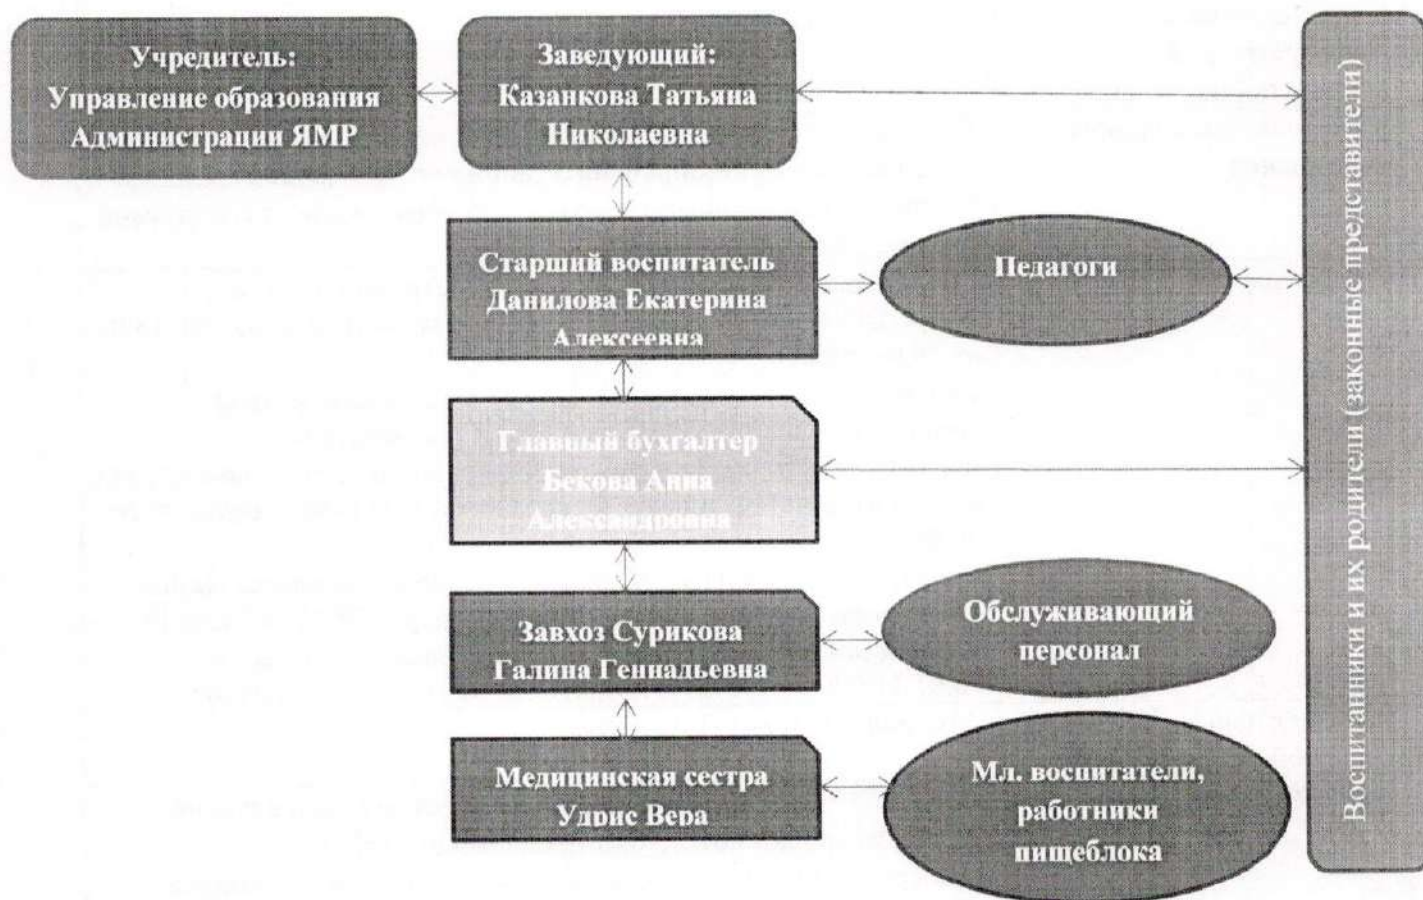 Учредитель:
Управление образования
Администрации ЯМР
Заведующий:
Казанкова Татьяна
Николаевна
Старший воспитатель
Данилова Екатерина
Алексеевна
Педагоги
Главный бухгалтер
Бекова Анна
Александровна
Завхоз Сурикова
Галина Геннадьевна
Обслуживающий
персонал
Медицинская сестра
Удрис Вера
Мл. воспитатели,
работники
пищеблока
Воспитанники и их родители (законные представители)